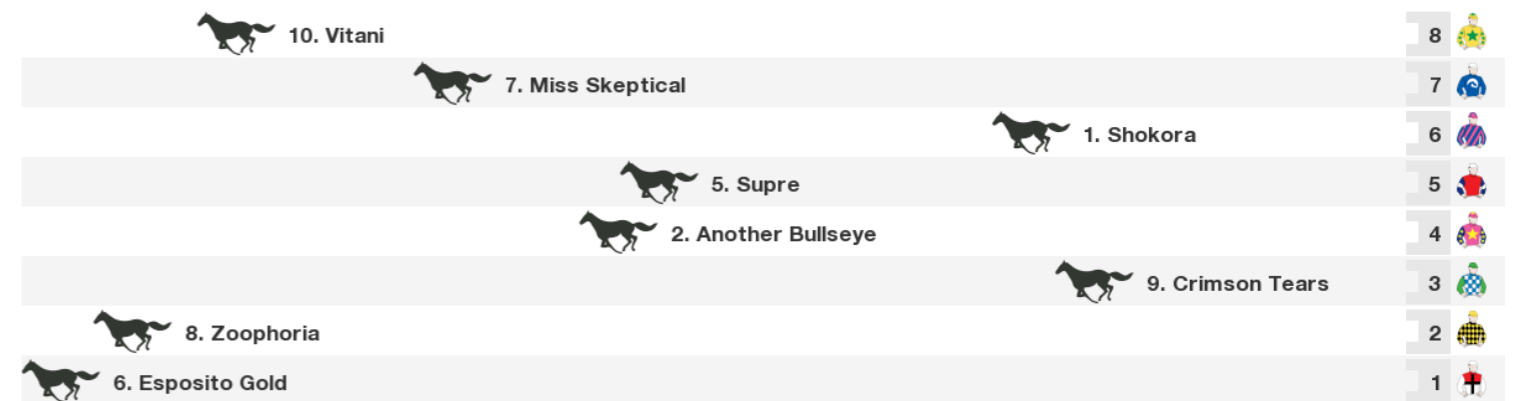 10. Vitani 8
7. Miss Skeptical 7
1. Shokora 6
5. Supre 5
2. Another Bullseye 4
9. Crimson Tears 3
8. Zoophoria 2
6. Esposito Gold 1